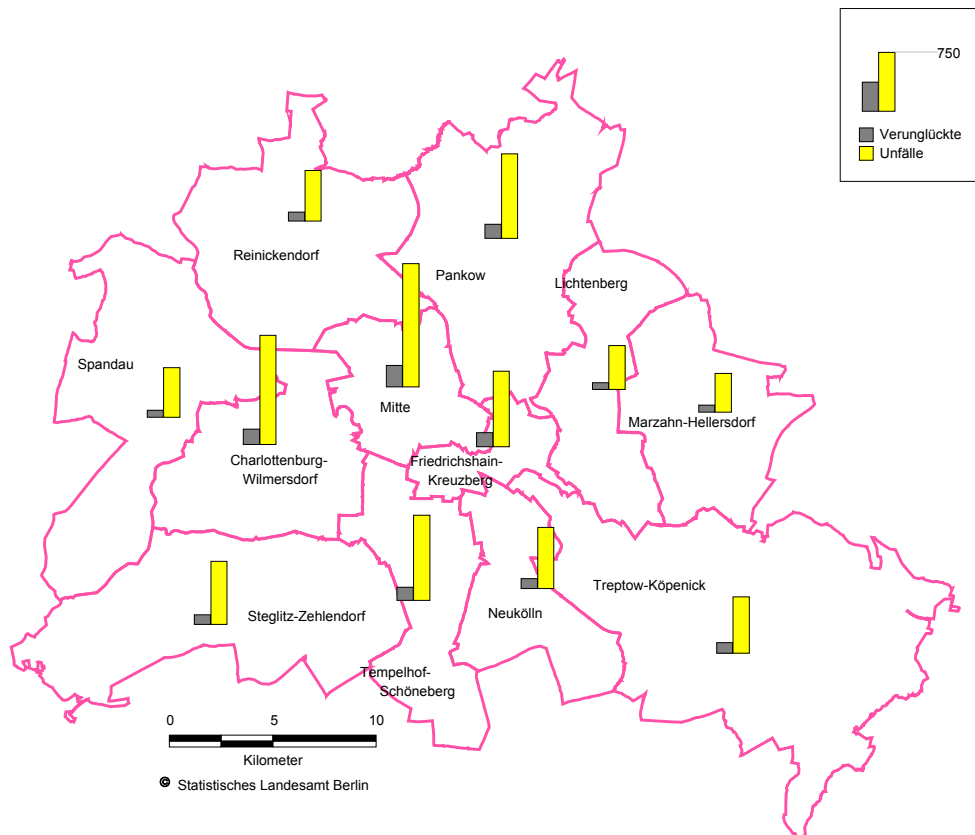 750
Verunglückte
Unfälle
Reinickendorf
Pankow
Lichtenberg
Spandau
Mitte
Marzahn-Hellersdorf
Charlottenburg-
Wilmersdorf
Friedrichshain-
Kreuzberg
Treptow-Köpenick
Steglitz-Zehlendorf
Neukölln
Tempelhof-
Schöneberg
0 5 10
Kilometer
© Statistisches Landesamt Berlin